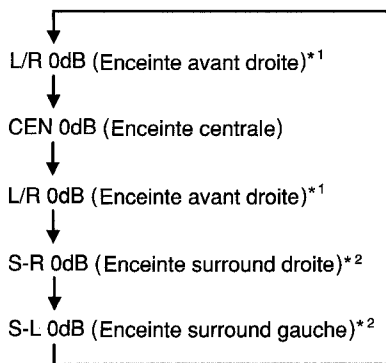 L/R 0dB (Enceinte avant droite)*1
CEN 0dB (Enceinte centrale)
L/R 0dB (Enceinte avant droite)*1
S-R 0dB (Enceinte surround droite)*2
S-L 0dB (Enceinte surround gauche)*2